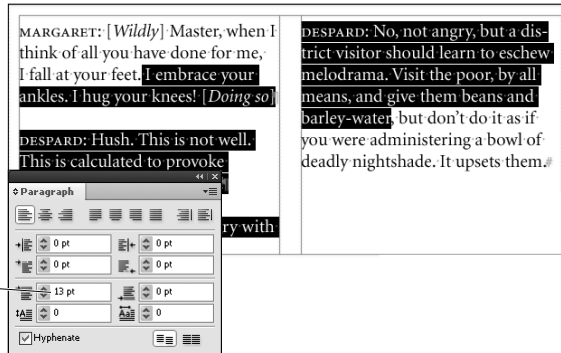 MARGARET: [Wildly] Master, when I
think of all you have done for me,
I fall at your feet. I embrace your
ankles. I hug your knees! [Doing so]
DESPARD: Hush. This is not well.
This is calculated to provoke
ry with
DESPARD: No, not angry, but a dis-
trict visitor should learn to eschew
melodrama. Visit the poor, by all
means, and give them beans and
barley-water, but don’t do it as if
you were administering a bowl of
deadly nightshade. It upsets them.
Paragraph
0 pt 0 pt
0 pt 0 pt
13 pt 0 pt
0 0
Hyphenate